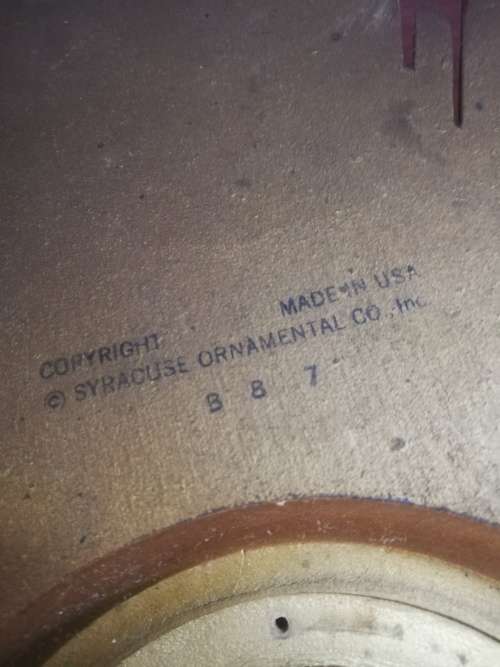 COPYRIGHT MADE IN USA
© SYRACUSE ORNAMENTAL CO., Inc.
B 8 7